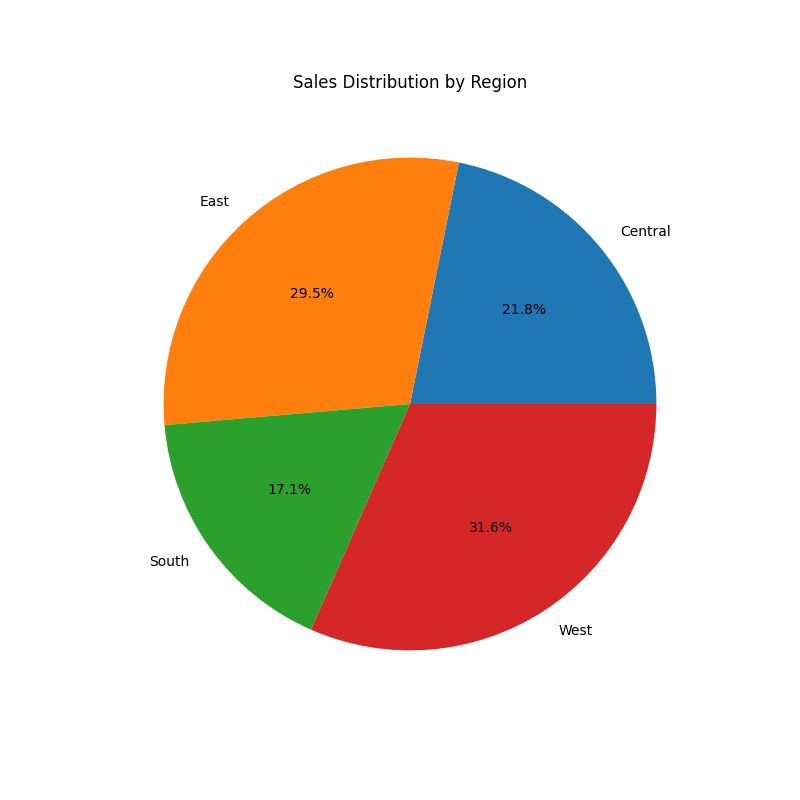 Sales Distribution by Region
East
Central
29.5%
21.8%
17.1%
31.6%
South
West